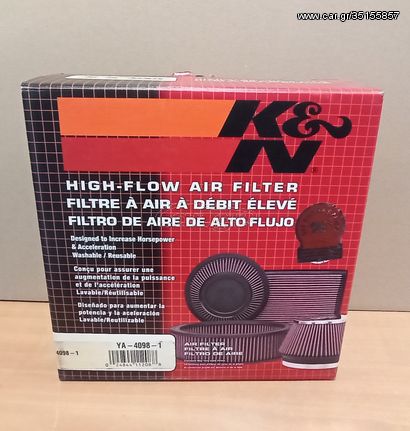 www.car.gr/35155857
K&N
HIGH-FLOW AIR FILTER
FILTRE À AIR À DÉBIT ÉLEVÉ
FILTRO DE AIRE DE ALTO FLUJO
Designed to Increase Horsepower
& Acceleration
Washable / Reusable
Conçu pour assurer une
augmentation de la puissance
et de l'accélération
Lavable/Réutilisable
Diseñado para aumentar la
potencia y la aceleración
Lavable/Reutilizable
YA-4098-1
4098-1
AIR FILTER
FILTRE À AIR
FILTRO DE AIRE